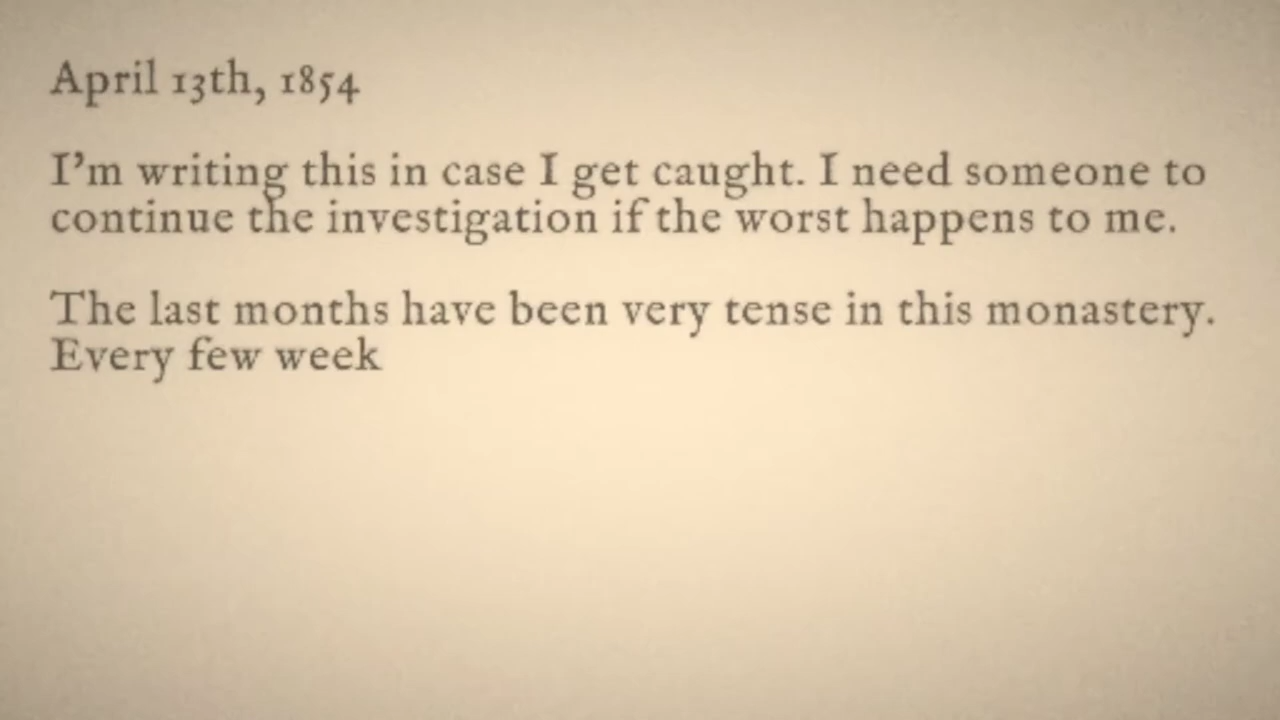 April 13th, 1854
I'm writing this in case I get caught. I need someone to
continue the investigation if the worst happens to me.
The last months have been very tense in this monastery.
Every few week